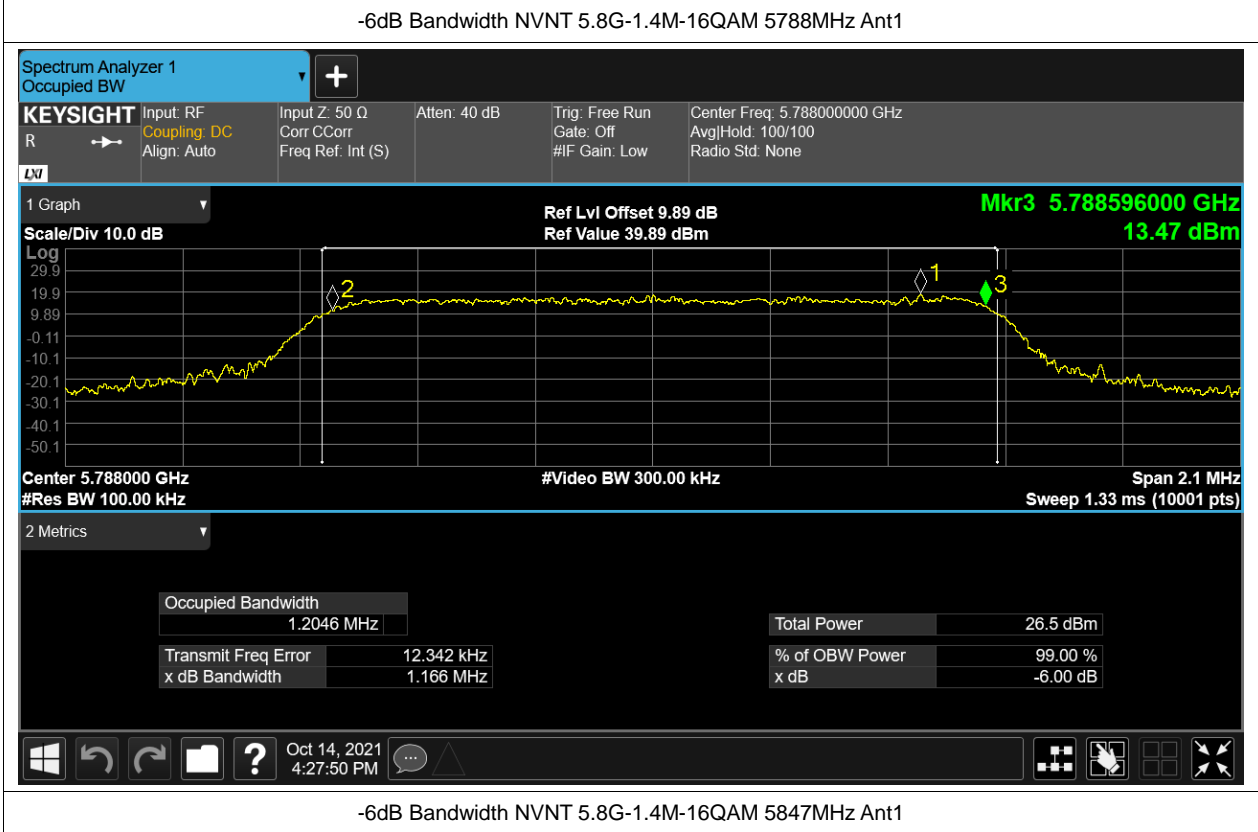 -6dB Bandwidth NVNT 5.8G-1.4M-16QAM 5788MHz Ant1
Spectrum Analyzer 1
Occupied BW
KEYSIGHT
R
LXI
Input: RF
Coupling: DC
Align: Auto
Input Z: 50 Ω
Corr CCorr
Freq Ref: Int (S)
Atten: 40 dB
Trig: Free Run
Gate: Off
#IF Gain: Low
Center Freq: 5.788000000 GHz
Avg|Hold: 100/100
Radio Std: None
1 Graph
Scale/Div 10.0 dB
Ref Lvl Offset 9.89 dB
Ref Value 39.89 dBm
Mkr3 5.788596000 GHz
13.47 dBm
Log
29.9
19.9
9.89
-0.11
-10.1
-20.1
-30.1
-40.1
-50.1
2
1
3
Center 5.788000 GHz
#Res BW 100.00 kHz
#Video BW 300.00 kHz
Span 2.1 MHz
Sweep 1.33 ms (10001 pts)
2 Metrics
Occupied Bandwidth
1.2046 MHz
Transmit Freq Error 12.342 kHz
x dB Bandwidth 1.166 MHz
Total Power 26.5 dBm
% of OBW Power 99.00 %
x dB -6.00 dB
?
Oct 14, 2021
4:27:50 PM
-6dB Bandwidth NVNT 5.8G-1.4M-16QAM 5847MHz Ant1